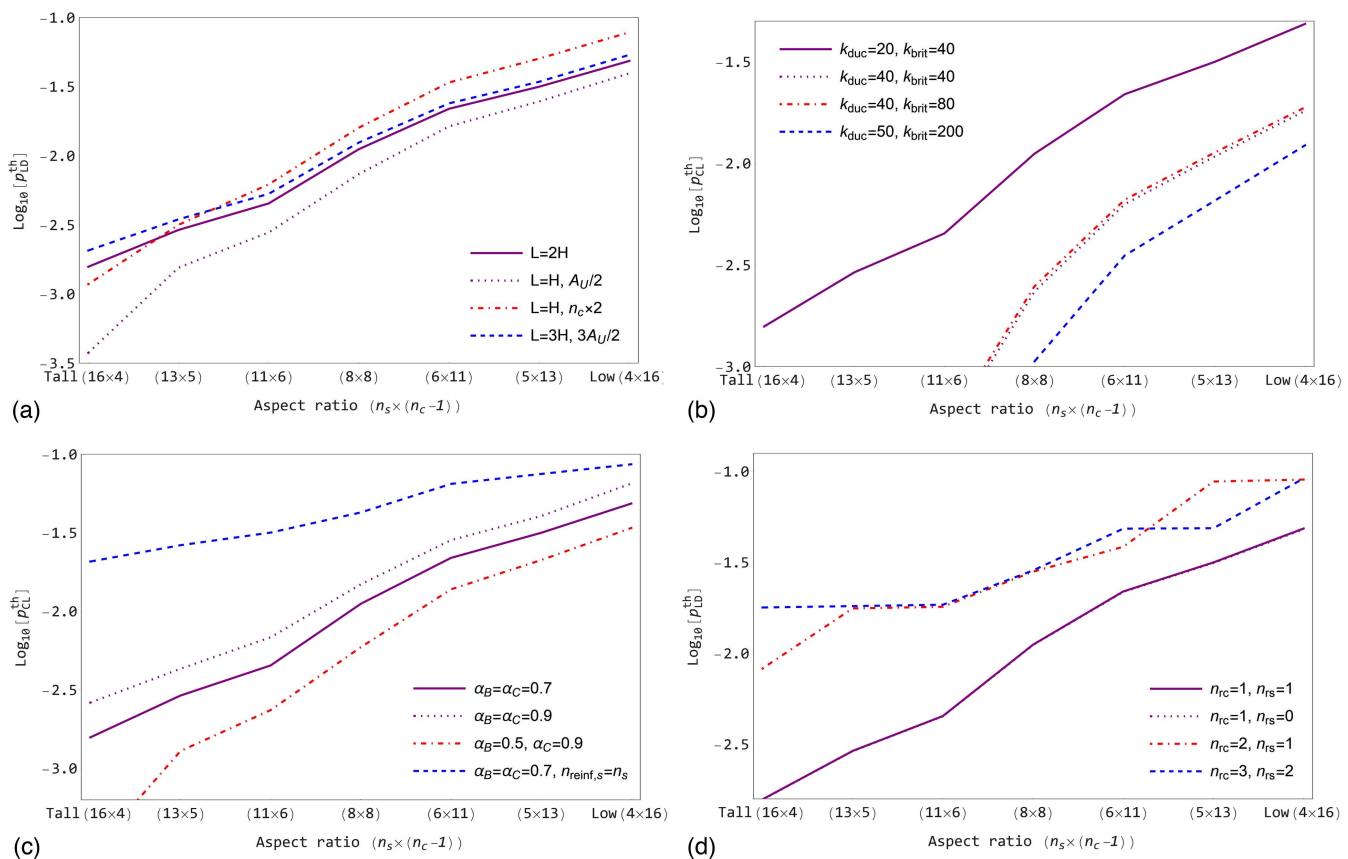 -1.0
-1.5
-2.0
-2.5
-3.0
-3.5
Log₁₀[p_LD^th]
L=2H
L=H, A_U/2
L=H, n_c×2
L=3H, 3A_U/2
Tall(16×4) (13×5) (11×6) (8×8) (6×11) (5×13) Low(4×16)
Aspect ratio (n_s×(n_c-1))
(a)
-1.5
-2.0
-2.5
-3.0
Log₁₀[p_CL^th]
k_duc=20, k_brit=40
k_duc=40, k_brit=40
k_duc=40, k_brit=80
k_duc=50, k_brit=200
Tall(16×4) (13×5) (11×6) (8×8) (6×11) (5×13) Low(4×16)
Aspect ratio (n_s×(n_c-1))
(b)
-1.0
-1.5
-2.0
-2.5
-3.0
Log₁₀[p_CL^th]
α_B=α_C=0.7
α_B=α_C=0.9
α_B=0.5, α_C=0.9
α_B=α_C=0.7, n_reinf,s=n_s
Tall(16×4) (13×5) (11×6) (8×8) (6×11) (5×13) Low(4×16)
Aspect ratio (n_s×(n_c-1))
(c)
-1.0
-1.5
-2.0
-2.5
Log₁₀[p_LD^th]
n_rc=1, n_rs=1
n_rc=1, n_rs=0
n_rc=2, n_rs=1
n_rc=3, n_rs=2
Tall(16×4) (13×5) (11×6) (8×8) (6×11) (5×13) Low(4×16)
Aspect ratio (n_s×(n_c-1))
(d)